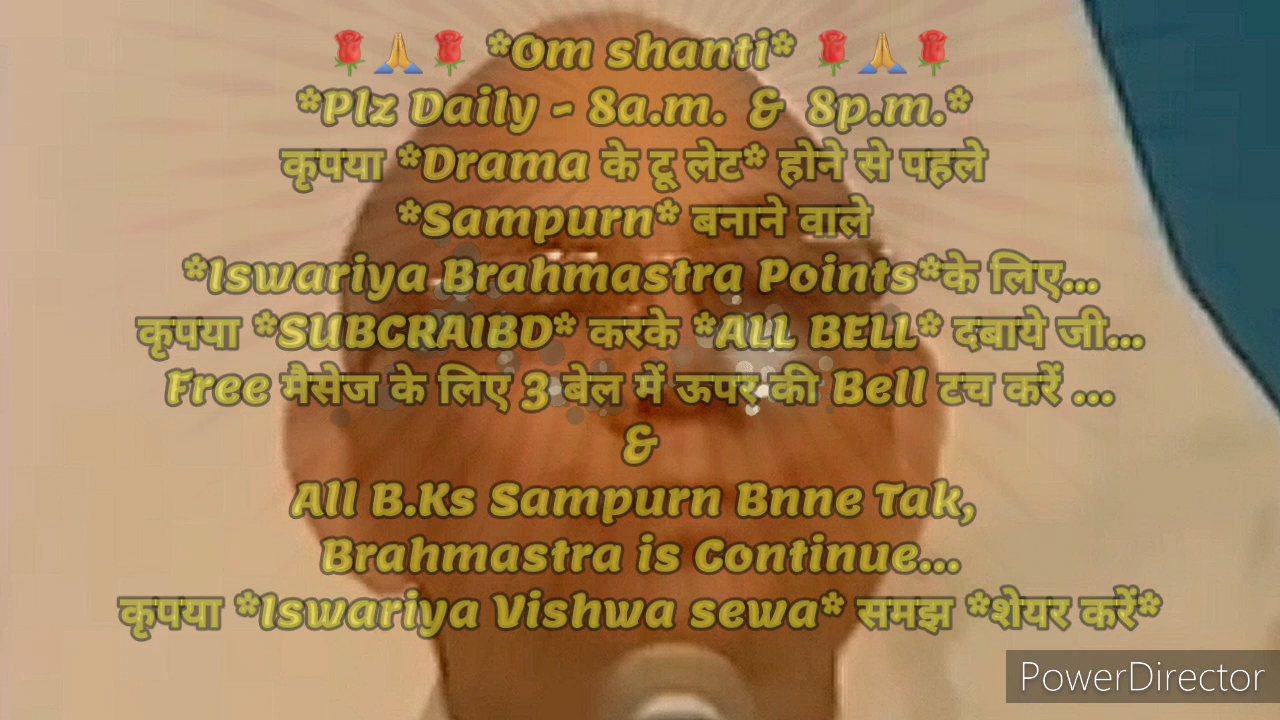 🌹🙏🌹 *Om shanti* 🌹🙏🌹
*Plz Daily - 8a.m. & 8p.m.*
कृपया *Drama के टू लेट* होने से पहले
*Sampurn* बनाने वाले
*Iswariya Brahmastra Points*के लिए...
कृपया *SUBCRAIBD* करके *ALL BELL* दबाये जी...
Free मैसेज के लिए 3 बेल में ऊपर की Bell टच करें ...
&
All B.Ks Sampurn Bnne Tak,
Brahmastra is Continue...
कृपया *Iswariya Vishwa sewa* समझ *शेयर करें*
PowerDirector